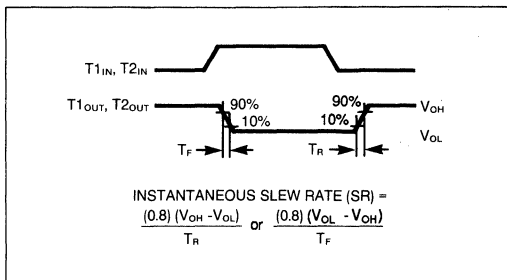 T1IN, T2IN
T1OUT, T2OUT
90%
90%
VOH
10%
10%
VOL
TF
TR
INSTANTANEOUS SLEW RATE (SR) =
(0.8) (VOH -VOL) or (0.8) (VOL - VOH)
TR TF